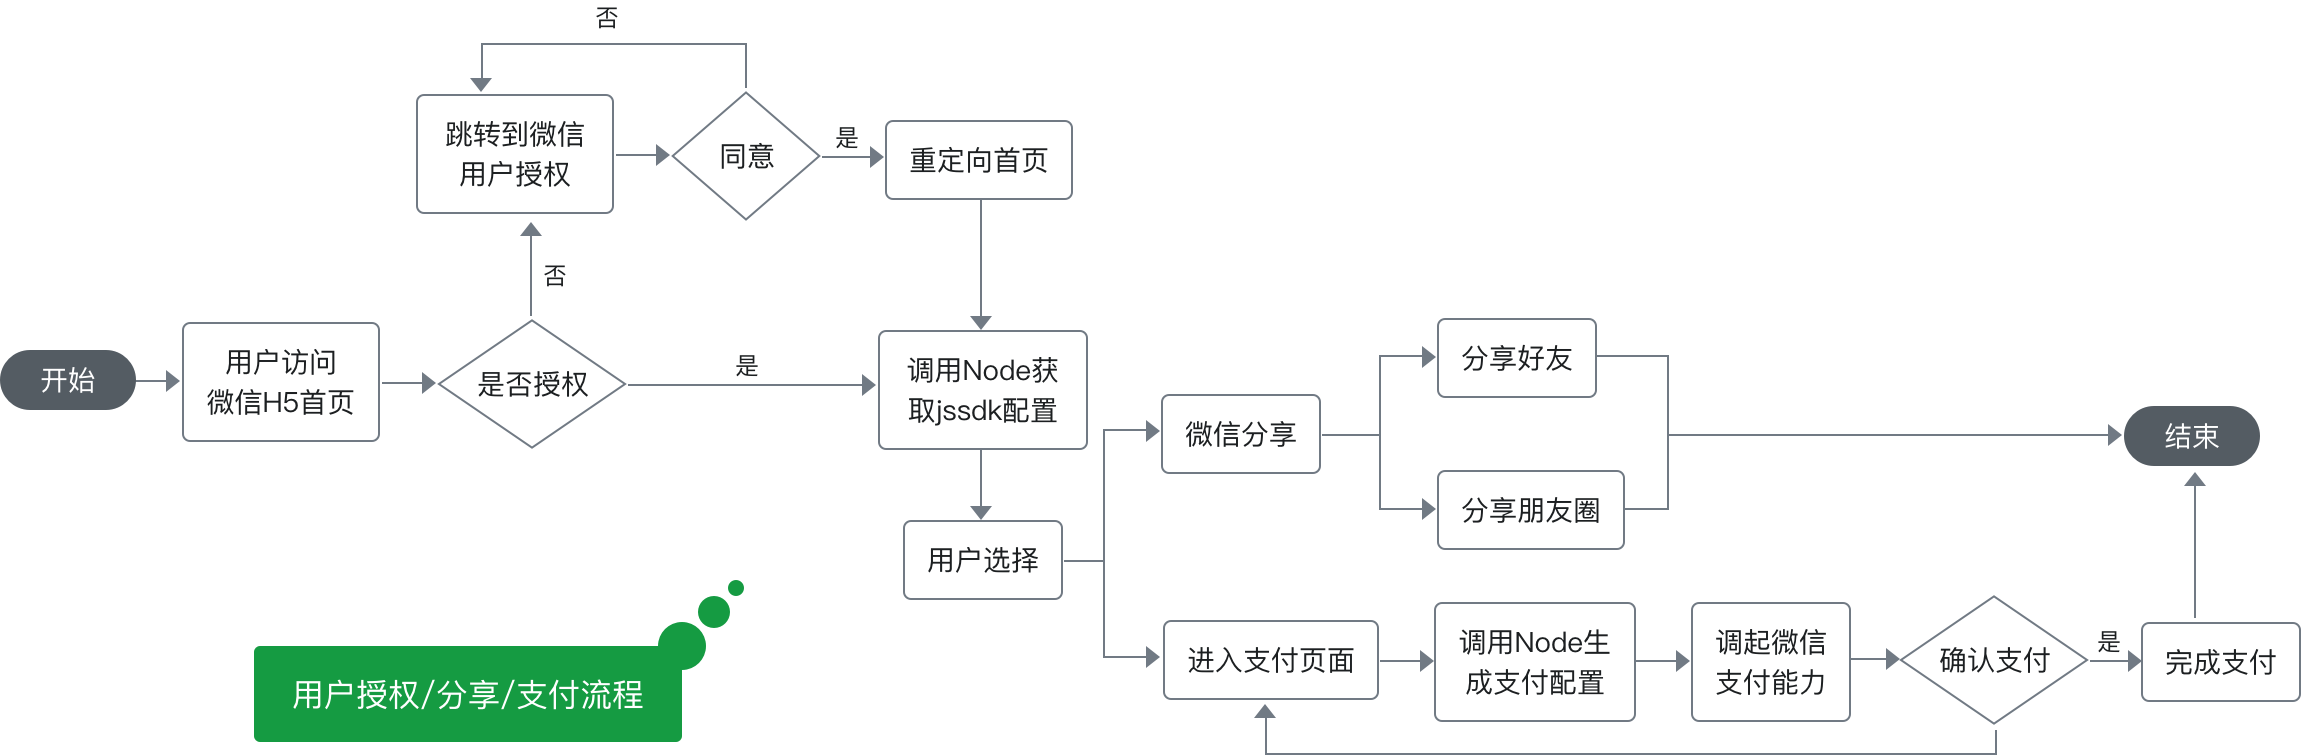 否
跳转到微信
用户授权
同意
是
重定向首页
否
开始
用户访问
微信H5首页
是否授权
是
调用Node获
取jssdk配置
用户选择
微信分享
分享好友
分享朋友圈
结束
进入支付页面
调用Node生
成支付配置
调起微信
支付能力
确认支付
是
完成支付
用户授权/分享/支付流程